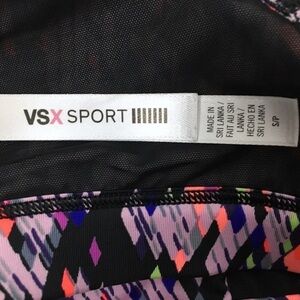 VSX SPORT
MADE IN
SRI LANKA /
FAIT AU SRI
LANKA /
HECHO EN
SRI LANKA
S/P